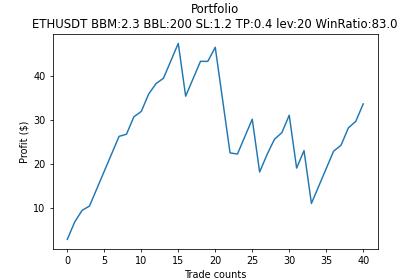 Portfolio
ETHUSDT BBM:2.3 BBL:200 SL:1.2 TP:0.4 lev:20 WinRatio:83.0
Profit ($)
40
30
20
10
0 5 10 15 20 25 30 35 40
Trade counts